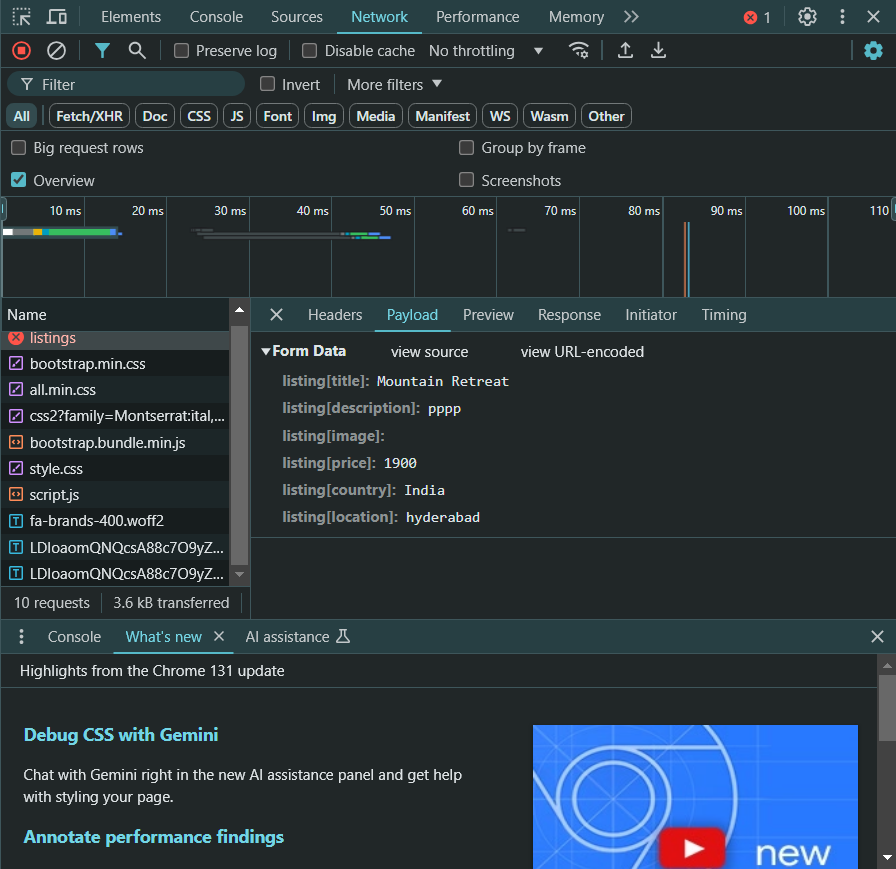 Elements Console Sources Network Performance Memory 1
Preserve log Disable cache No throttling
Filter Invert More filters
All Fetch/XHR Doc CSS JS Font Img Media Manifest WS Wasm Other
Big request rows Group by frame
Overview Screenshots
10 ms 20 ms 30 ms 40 ms 50 ms 60 ms 70 ms 80 ms 90 ms 100 ms 110
Name
listings
bootstrap.min.css
all.min.css
css2?family=Montserrat:ital,...
bootstrap.bundle.min.js
style.css
script.js
fa-brands-400.woff2
LDIoaomQNQcsA88c7O9yZ...
LDIoaomQNQcsA88c7O9yZ...
10 requests 3.6 kB transferred
Headers Payload Preview Response Initiator Timing
Form Data view source view URL-encoded
listing[title]: Mountain Retreat
listing[description]: pppp
listing[image]:
listing[price]: 1900
listing[country]: India
listing[location]: hyderabad
Console What's new AI assistance
Highlights from the Chrome 131 update
Debug CSS with Gemini
Chat with Gemini right in the new AI assistance panel and get help
with styling your page.
Annotate performance findings
new